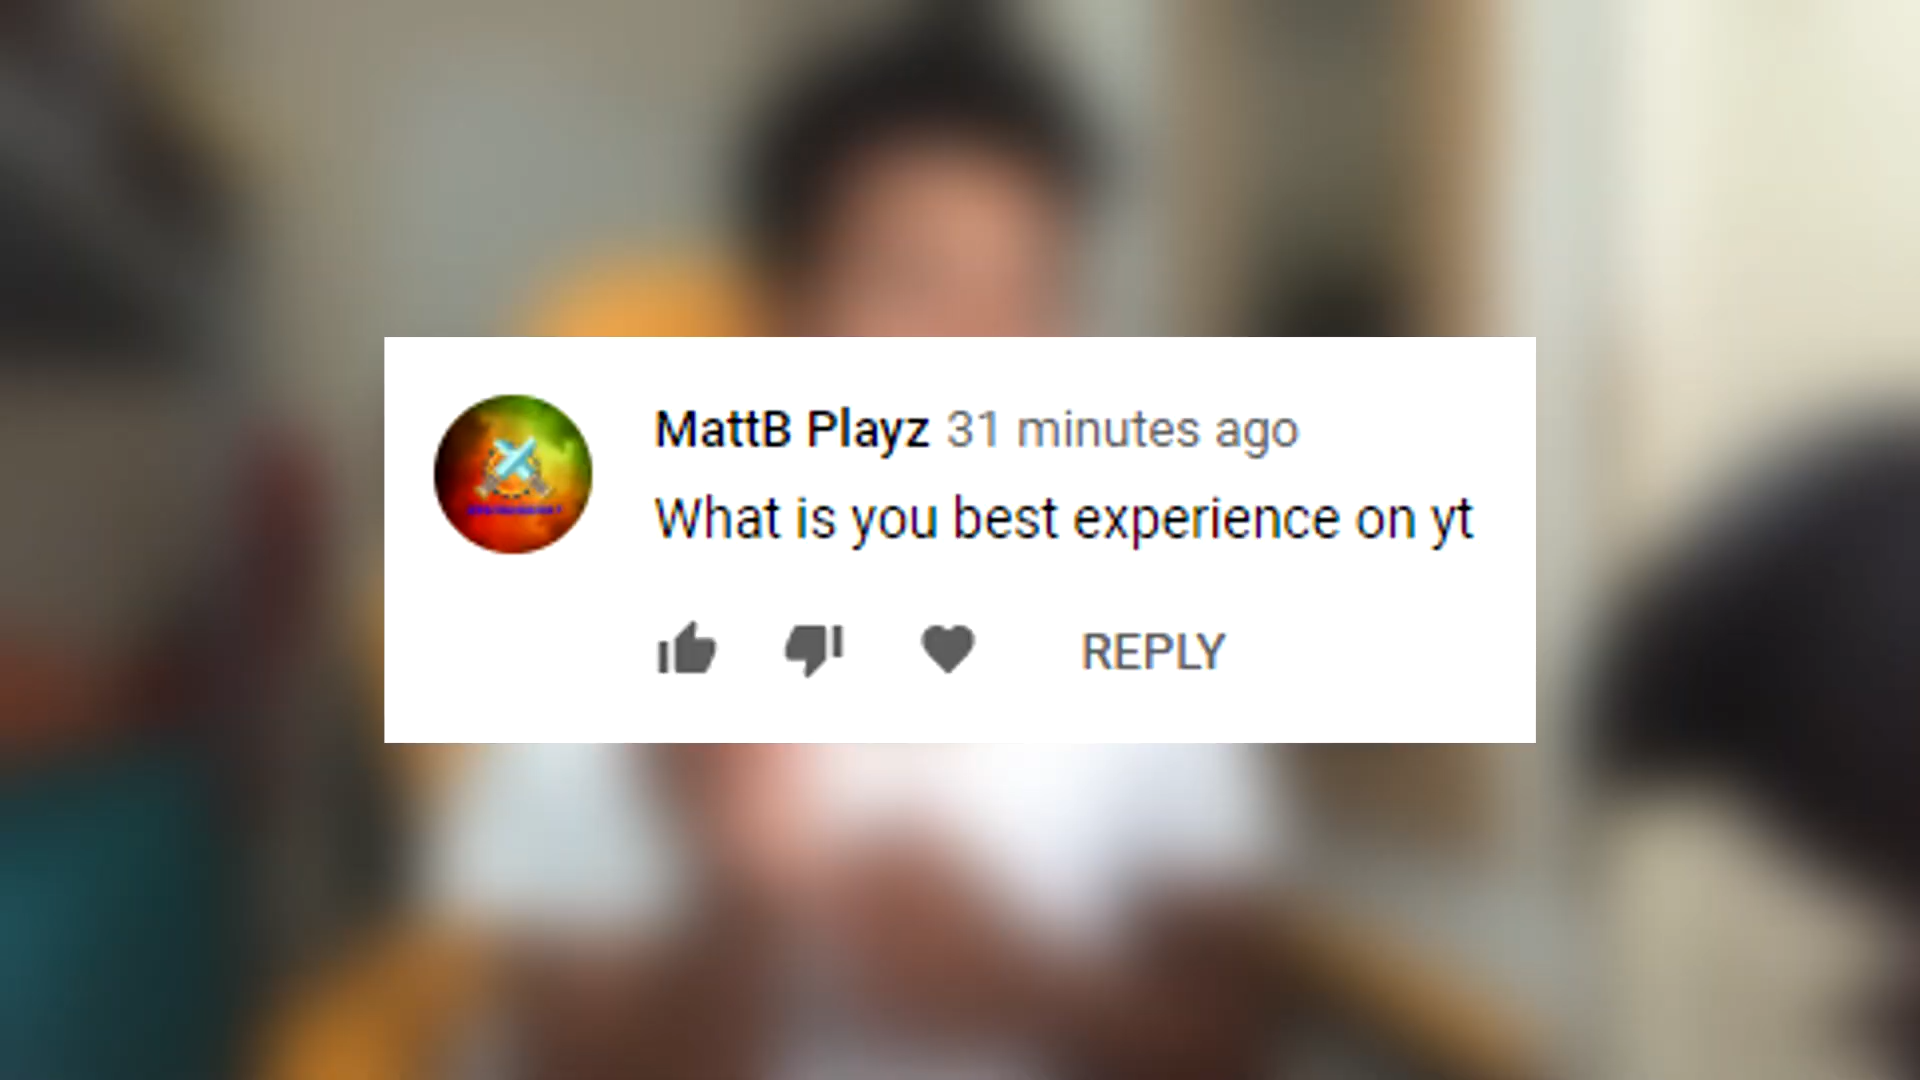 MattB Playz 31 minutes ago
What is you best experience on yt
REPLY